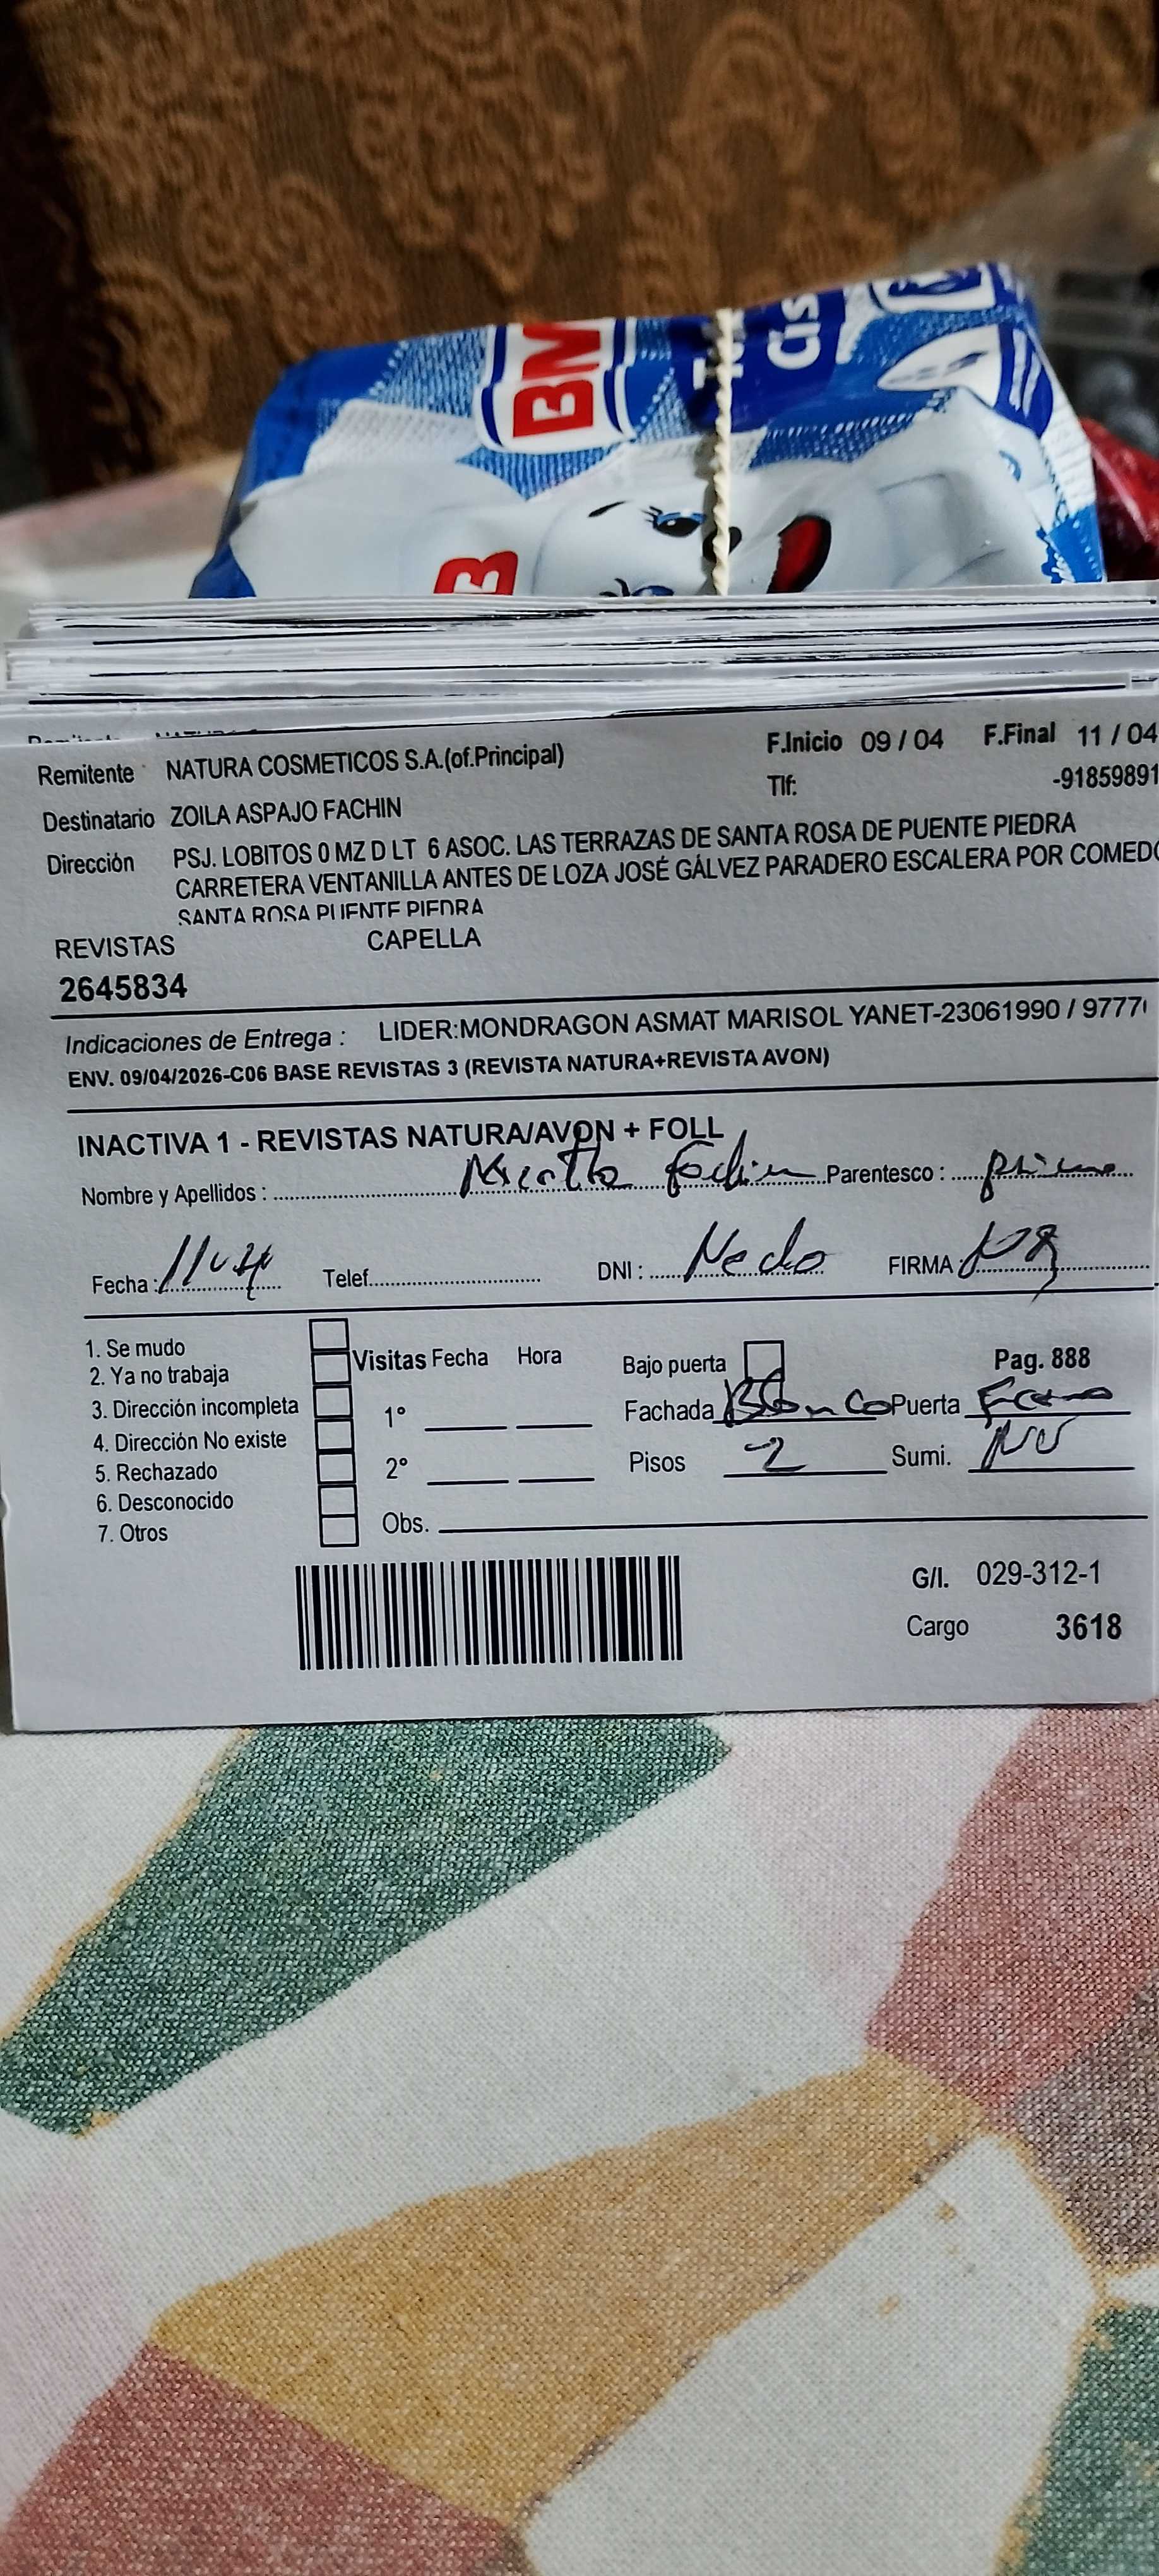 BM
Remitente NATURA COSMETICOS S.A.(of.Principal) F.Inicio 09 / 04 F.Final 11 / 04
Tlf: -91859891
Destinatario ZOILA ASPAJO FACHIN
Dirección PSJ. LOBITOS 0 MZ D LT 6 ASOC. LAS TERRAZAS DE SANTA ROSA DE PUENTE PIEDRA
CARRETERA VENTANILLA ANTES DE LOZA JOSÉ GÁLVEZ PARADERO ESCALERA POR COMEDO
SANTA ROSA PUENTE PIEDRA
REVISTAS CAPELLA
2645834
Indicaciones de Entrega : LIDER:MONDRAGON ASMAT MARISOL YANET-23061990 / 9777
ENV. 09/04/2026-C06 BASE REVISTAS 3 (REVISTA NATURA+REVISTA AVON)
INACTIVA 1 - REVISTAS NATURA/AVON + FOLL
Nombre y Apellidos : Fachin Parentesco :
Fecha : Telef. DNI : FIRMA
1. Se mudo
2. Ya no trabaja
3. Dirección incompleta
4. Dirección No existe
5. Rechazado
6. Desconocido
7. Otros
Visitas Fecha Hora
1°
2°
Obs.
Bajo puerta Pag. 888
Fachada Blanco Puerta
Pisos 2 Sumi.
G/I. 029-312-1
Cargo 3618